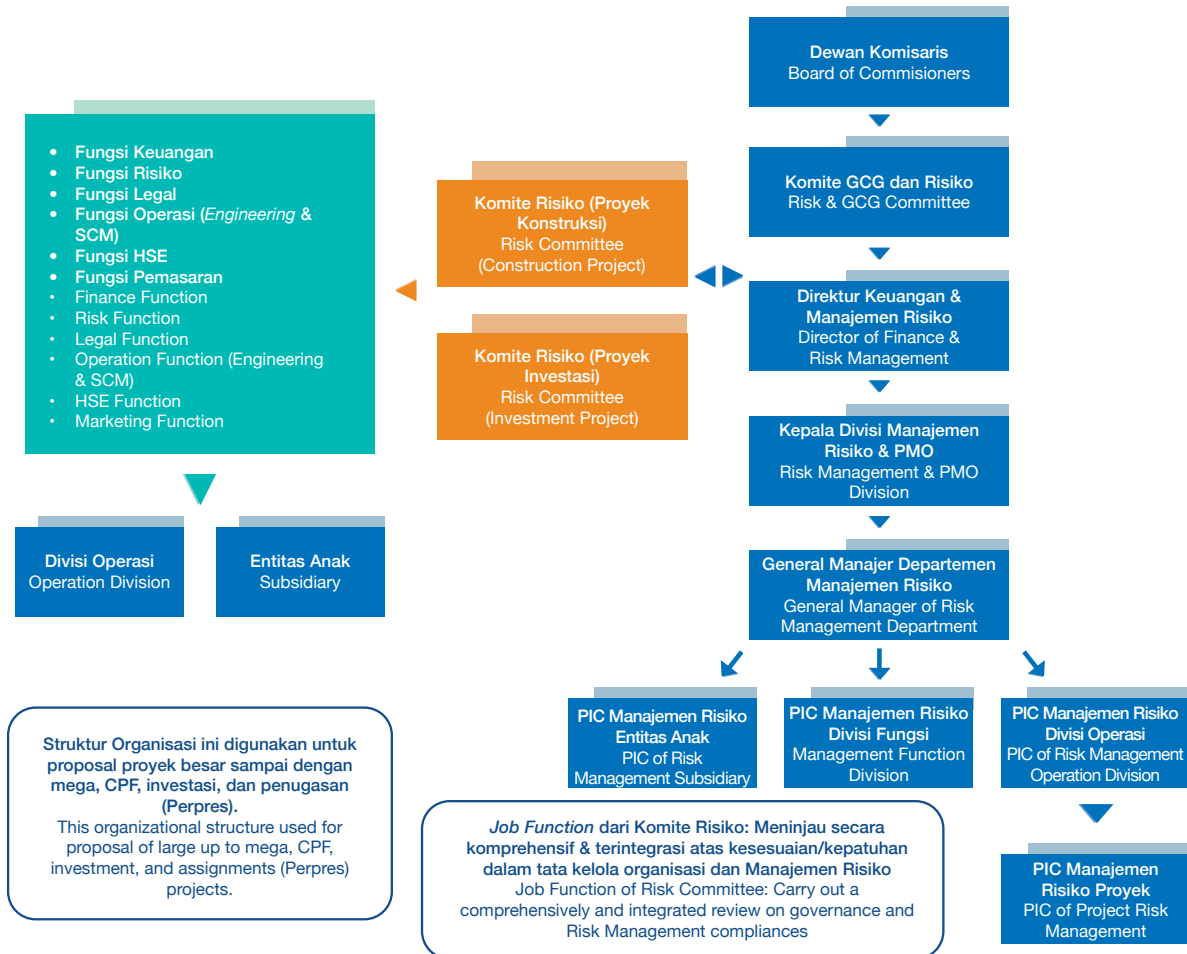 Dewan Komisaris
Board of Commisioners
Komite GCG dan Risiko
Risk & GCG Committee
• Fungsi Keuangan
• Fungsi Risiko
• Fungsi Legal
• Fungsi Operasi (Engineering &
SCM)
• Fungsi HSE
• Fungsi Pemasaran
• Finance Function
• Risk Function
• Legal Function
• Operation Function (Engineering
& SCM)
• HSE Function
• Marketing Function
Komite Risiko (Proyek
Konstruksi)
Risk Committee
(Construction Project)
Komite Risiko (Proyek
Investasi)
Risk Committee
(Investment Project)
Direktur Keuangan &
Manajemen Risiko
Director of Finance &
Risk Management
Kepala Divisi Manajemen
Risiko & PMO
Risk Management & PMO
Division
Divisi Operasi
Operation Division
Entitas Anak
Subsidiary
General Manajer Departemen
Manajemen Risiko
General Manager of Risk
Management Department
PIC Manajemen Risiko
Entitas Anak
PIC of Risk
Management Subsidiary
PIC Manajemen Risiko
Divisi Fungsi
Management Function
Division
PIC Manajemen Risiko
Divisi Operasi
PIC of Risk Management
Operation Division
Struktur Organisasi ini digunakan untuk
proposal proyek besar sampai dengan
mega, CPF, investasi, dan penugasan
(Perpres).
This organizational structure used for
proposal of large up to mega, CPF,
investment, and assignments (Perpres)
projects.
Job Function dari Komite Risiko: Meninjau secara
komprehensif & terintegrasi atas kesesuaian/kepatuhan
dalam tata kelola organisasi dan Manajemen Risiko
Job Function of Risk Committee: Carry out a
comprehensively and integrated review on governance and
Risk Management compliances
PIC Manajemen
Risiko Proyek
PIC of Project Risk
Management